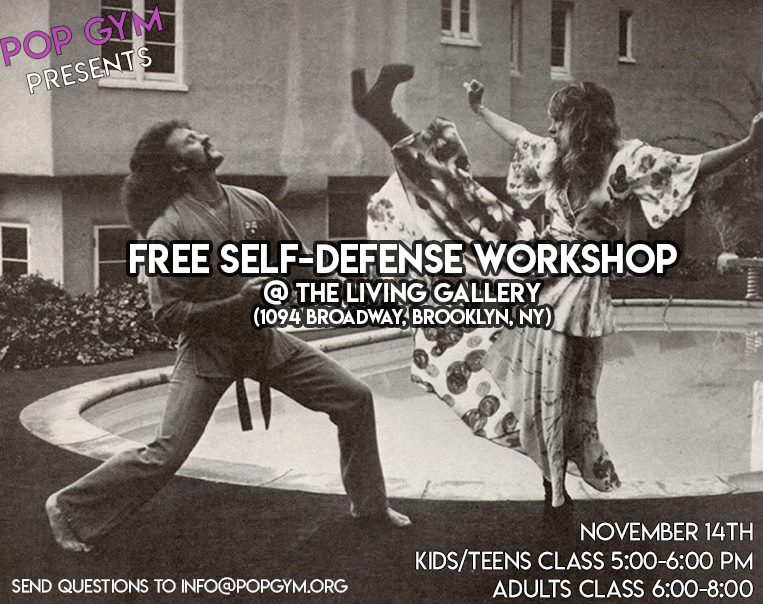 POP GYM
PRESENTS
FREE SELF-DEFENSE WORKSHOP
@ THE LIVING GALLERY
(1094 BROADWAY, BROOKLYN, NY)
NOVEMBER 14TH
KIDS/TEENS CLASS 5:00-6:00 PM
ADULTS CLASS 6:00-8:00
SEND QUESTIONS TO INFO@POPGYM.ORG